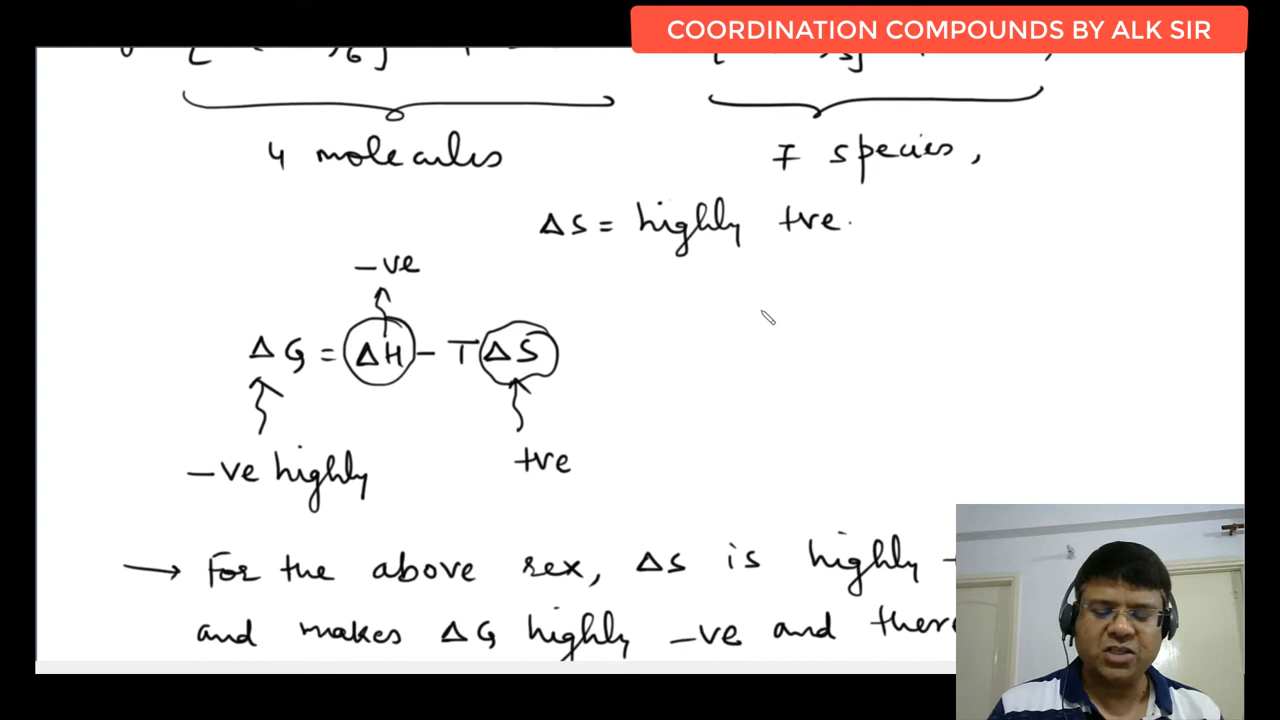 COORDINATION COMPOUNDS BY ALK SIR
4 molecules
7 species,
ΔS = highly +ve.
-ve
ΔG = ΔH - TΔS
-ve highly
+ve
→ For the above rex, ΔS is highly
and makes ΔG highly -ve and